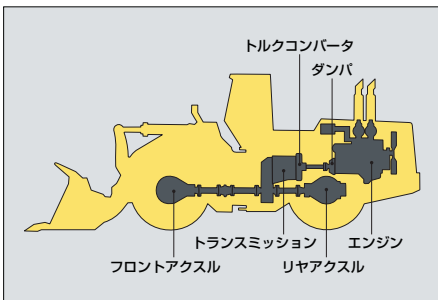 トルクコンバータ
ダンパ
トランスミッション
エンジン
フロントアクスル
リヤアクスル